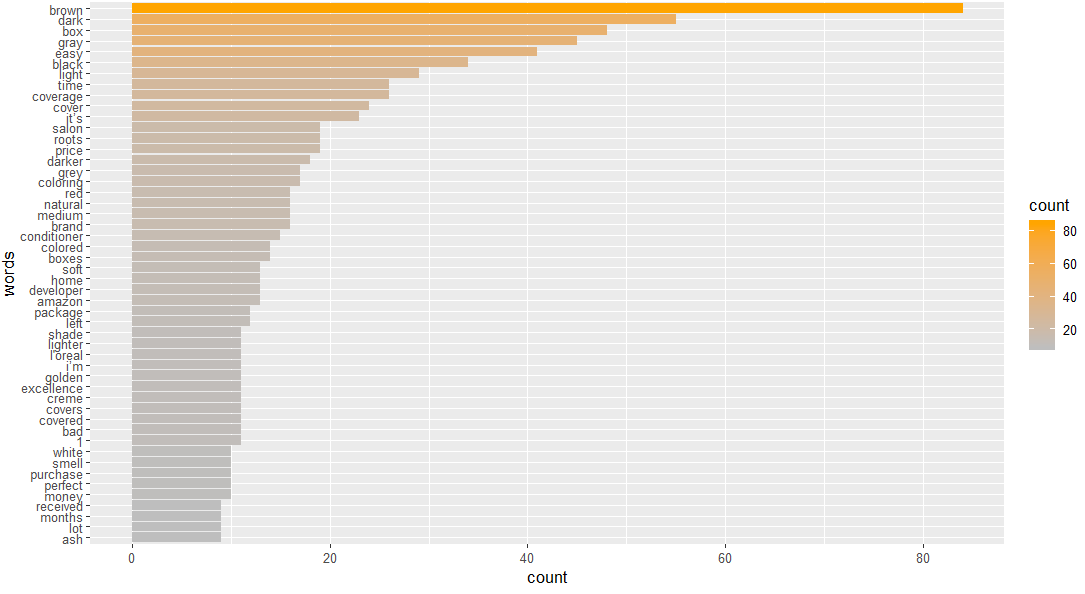 brown
dark
box
gray
easy
black
light
time
coverage
cover
it's
salon
roots
price
darker
grey
coloring
red
natural
medium
brand
conditioner
colored
boxes
soft
home
developer
amazon
package
left
shade
lighter
l'oreal
i'm
golden
excellence
creme
covers
covered
bad
1
white
smell
purchase
perfect
money
received
months
lot
ash
words
0 20 40 60 80
count
count
80
60
40
20